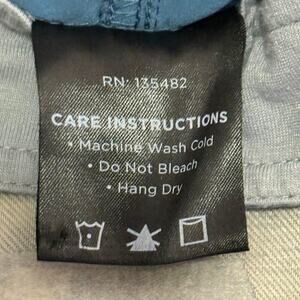 RN: 135482
CARE INSTRUCTIONS
• Machine Wash Cold
• Do Not Bleach
• Hang Dry